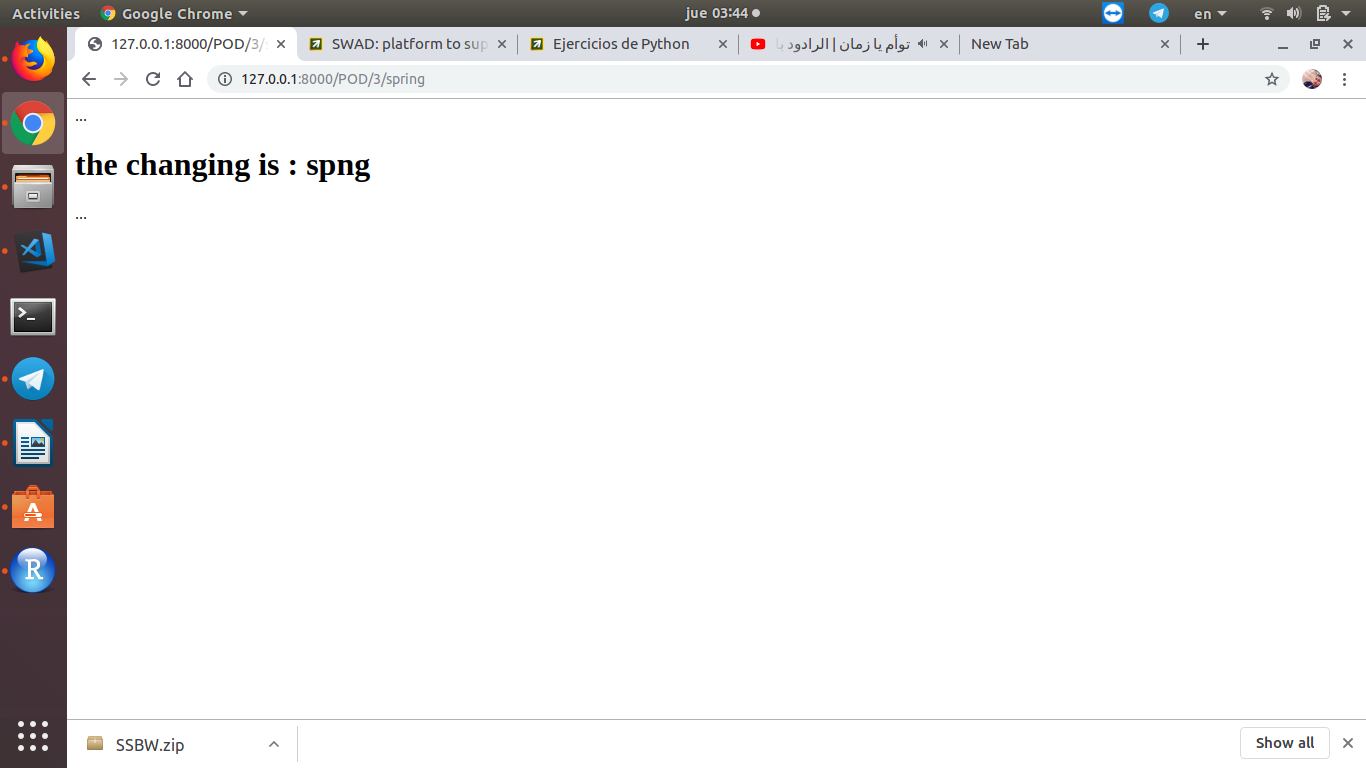 Activities
Google Chrome
jue 03:44
en
127.0.0.1:8000/POD/3/
SWAD: platform to sup
Ejercicios de Python
توأم يا زمان | الرادود با
New Tab
127.0.0.1:8000/POD/3/spring
...
the changing is : spng
...
SSBW.zip
Show all